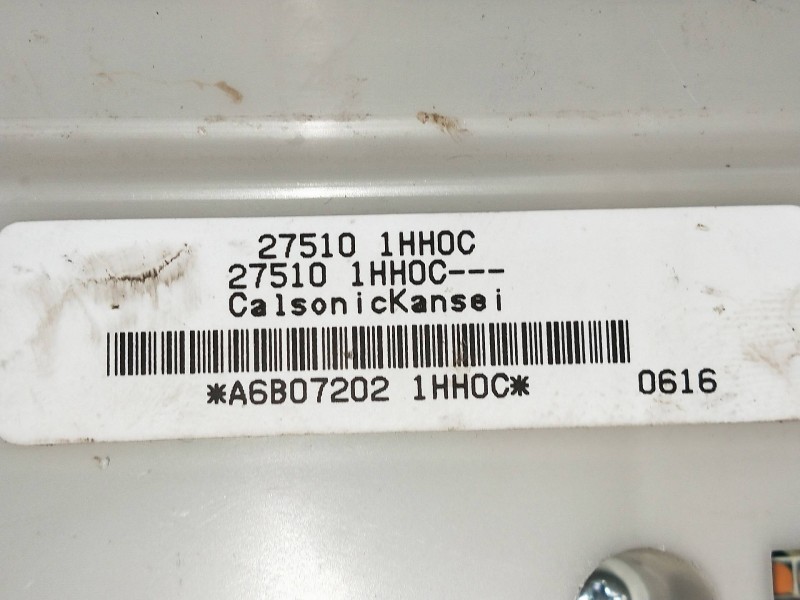 27510 1HH0C
27510 1HH0C---
CalsonicKansei
*A6B07202 1HH0C* 0616